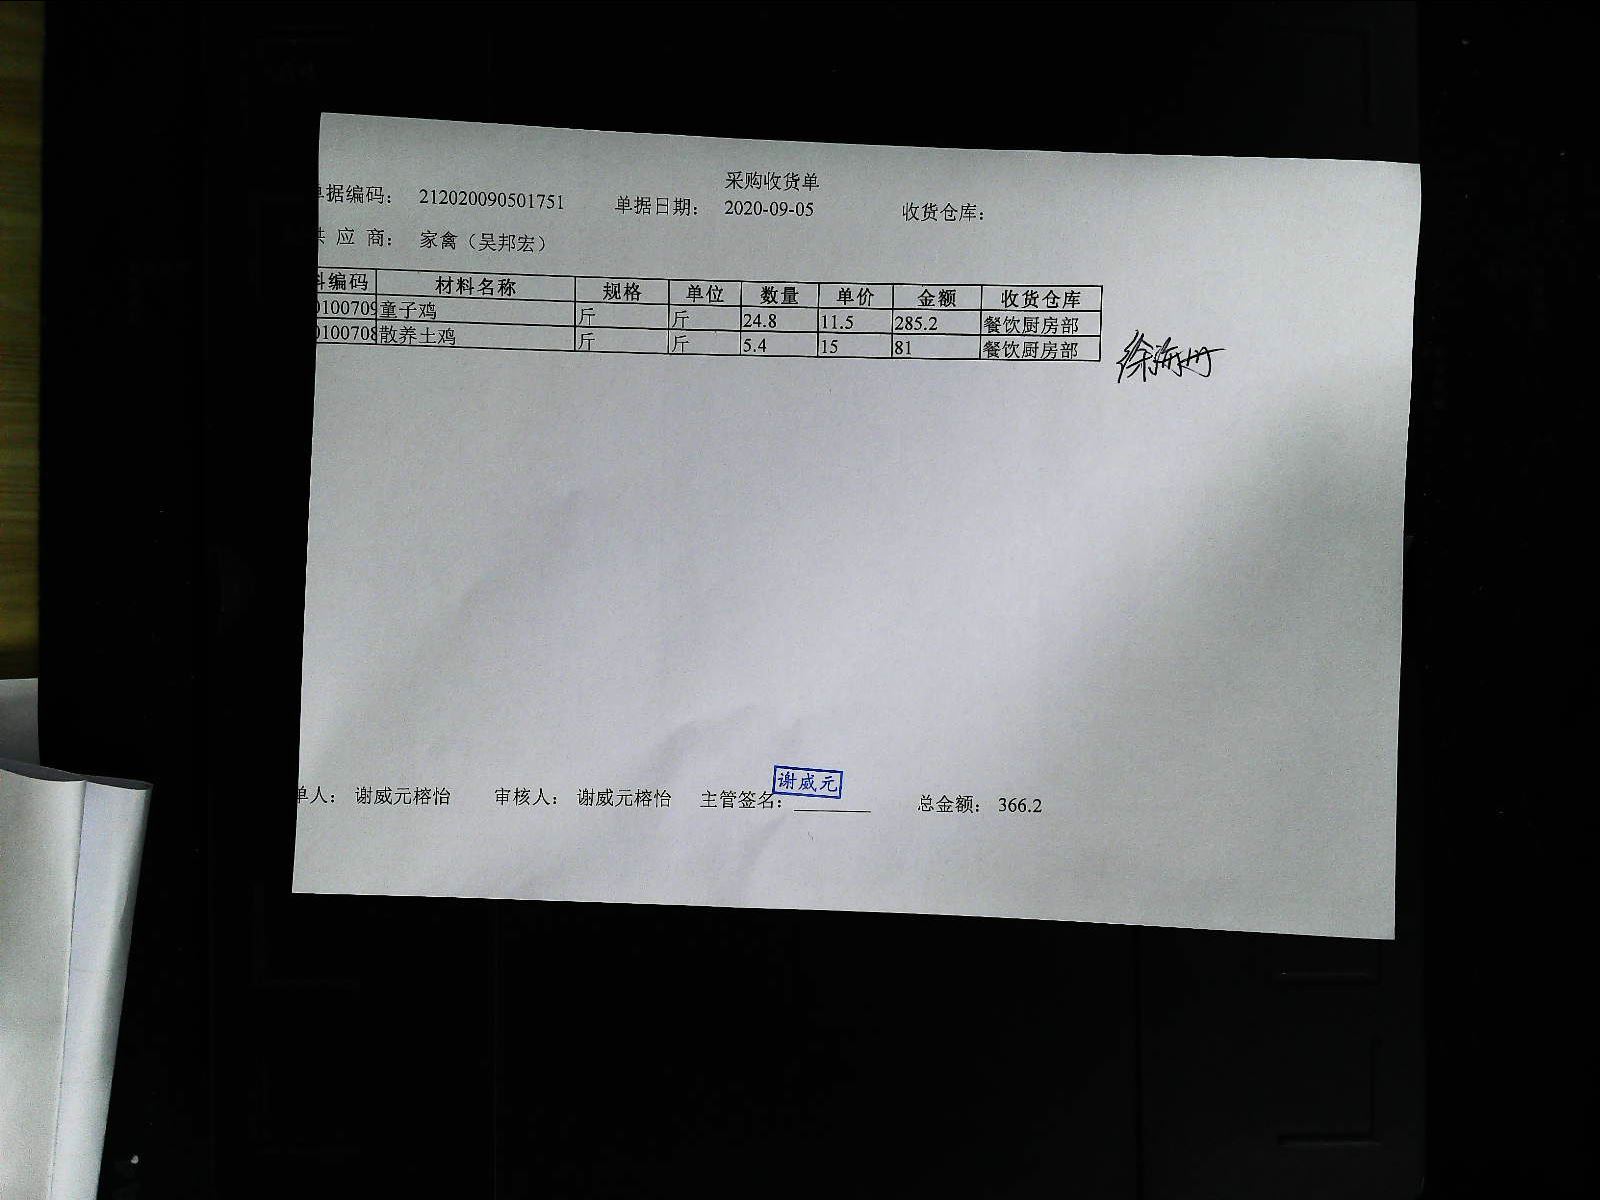 采购收货单
单据编码： 212020090501751 单据日期： 2020-09-05 收货仓库：
供 应 商： 家禽（吴邦宏）
料编码 材料名称 规格 单位 数量 单价 金额 收货仓库
0100709 童子鸡 斤 斤 24.8 11.5 285.2 餐饮厨房部
0100708 散养土鸡 斤 斤 5.4 15 81 餐饮厨房部
徐海丹
谢威元
单人： 谢威元榕怡 审核人： 谢威元榕怡 主管签名： 总金额： 366.2